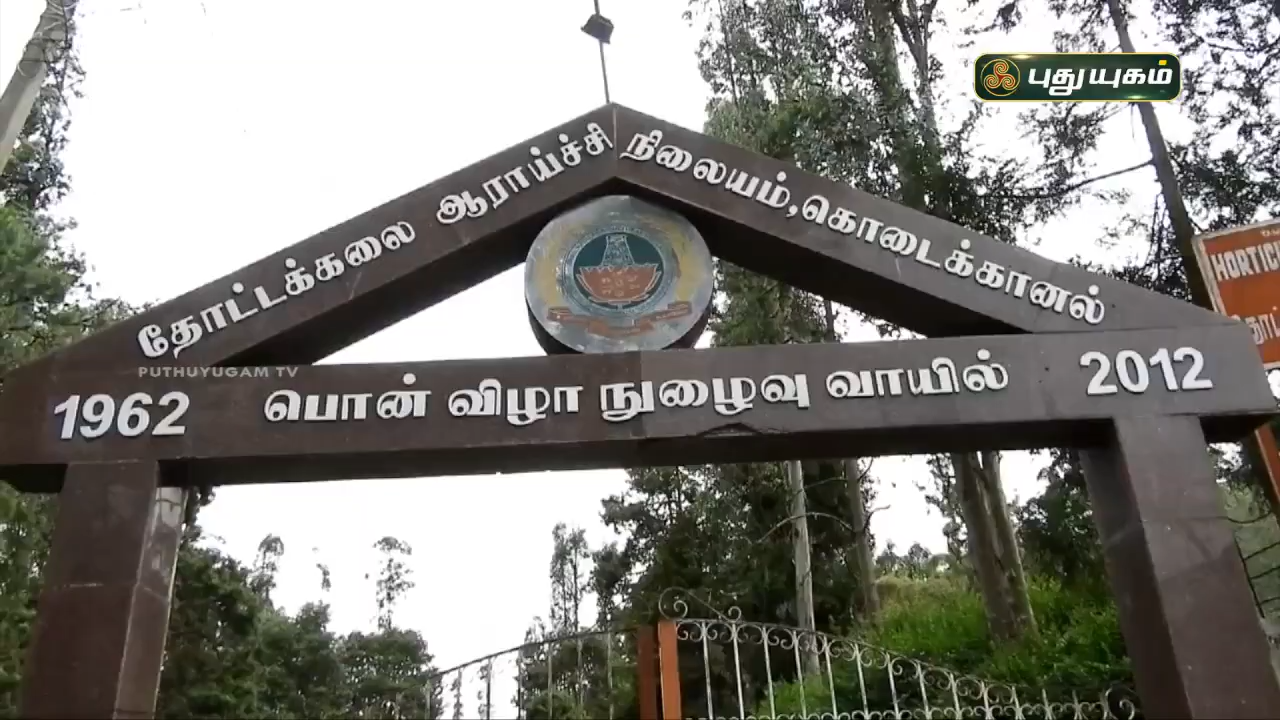 புதுயுகம்
தோட்டக்கலை ஆராய்ச்சி நிலையம்,கொடைக்கானல்
PUTHUYUGAM TV
1962 பொன் விழா நுழைவு வாயில் 2012
HORTIC